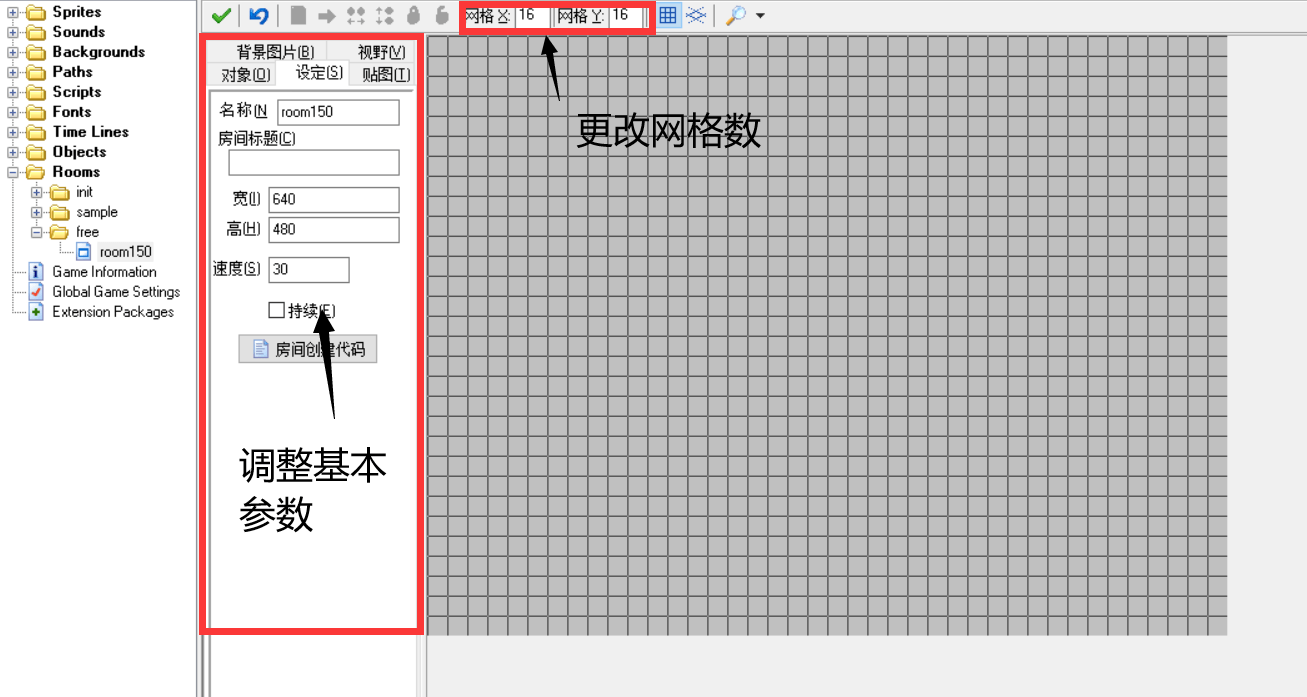 Sprites
Sounds
Backgrounds
Paths
Scripts
Fonts
Time Lines
Objects
Rooms
init
sample
free
room150
Game Information
Global Game Settings
Extension Packages
网格 X: 16 网格 Y: 16
背景图片(B) 视野(V)
对象(O) 设定(S) 贴图(T)
名称(N room150
房间标题(C)
宽(I) 640
高(H) 480
速度(S) 30
持续(E)
房间创建代码
更改网格数
调整基本
参数